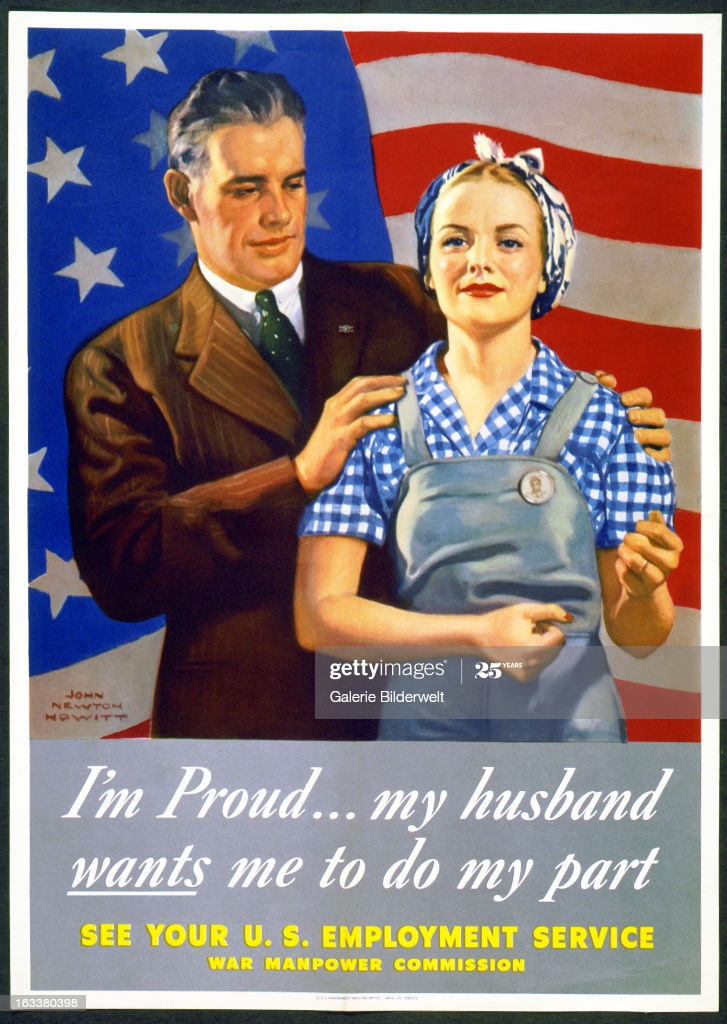 JOHN
NEWTON
HOWITT
gettyimages® | 25 YEARS
Galerie Bilderwelt
I'm Proud... my husband
wants me to do my part
SEE YOUR U. S. EMPLOYMENT SERVICE
WAR MANPOWER COMMISSION
163380398